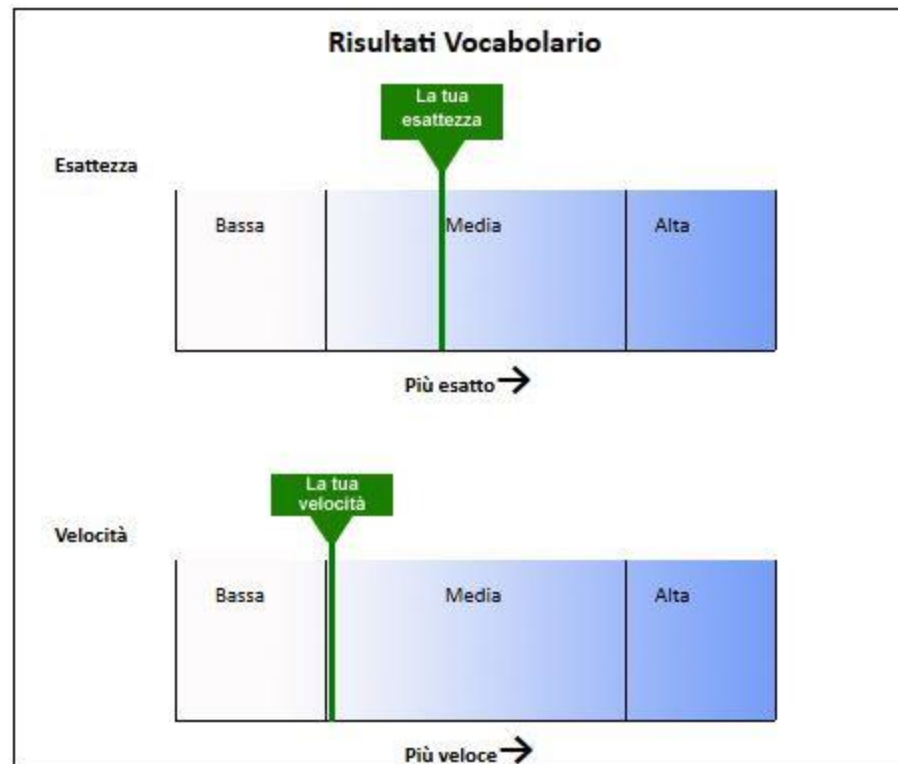 Risultati Vocabolario
La tua
esattezza
Esattezza
Bassa Media Alta
Più esatto
La tua
velocità
Velocità
Bassa Media Alta
Più veloce